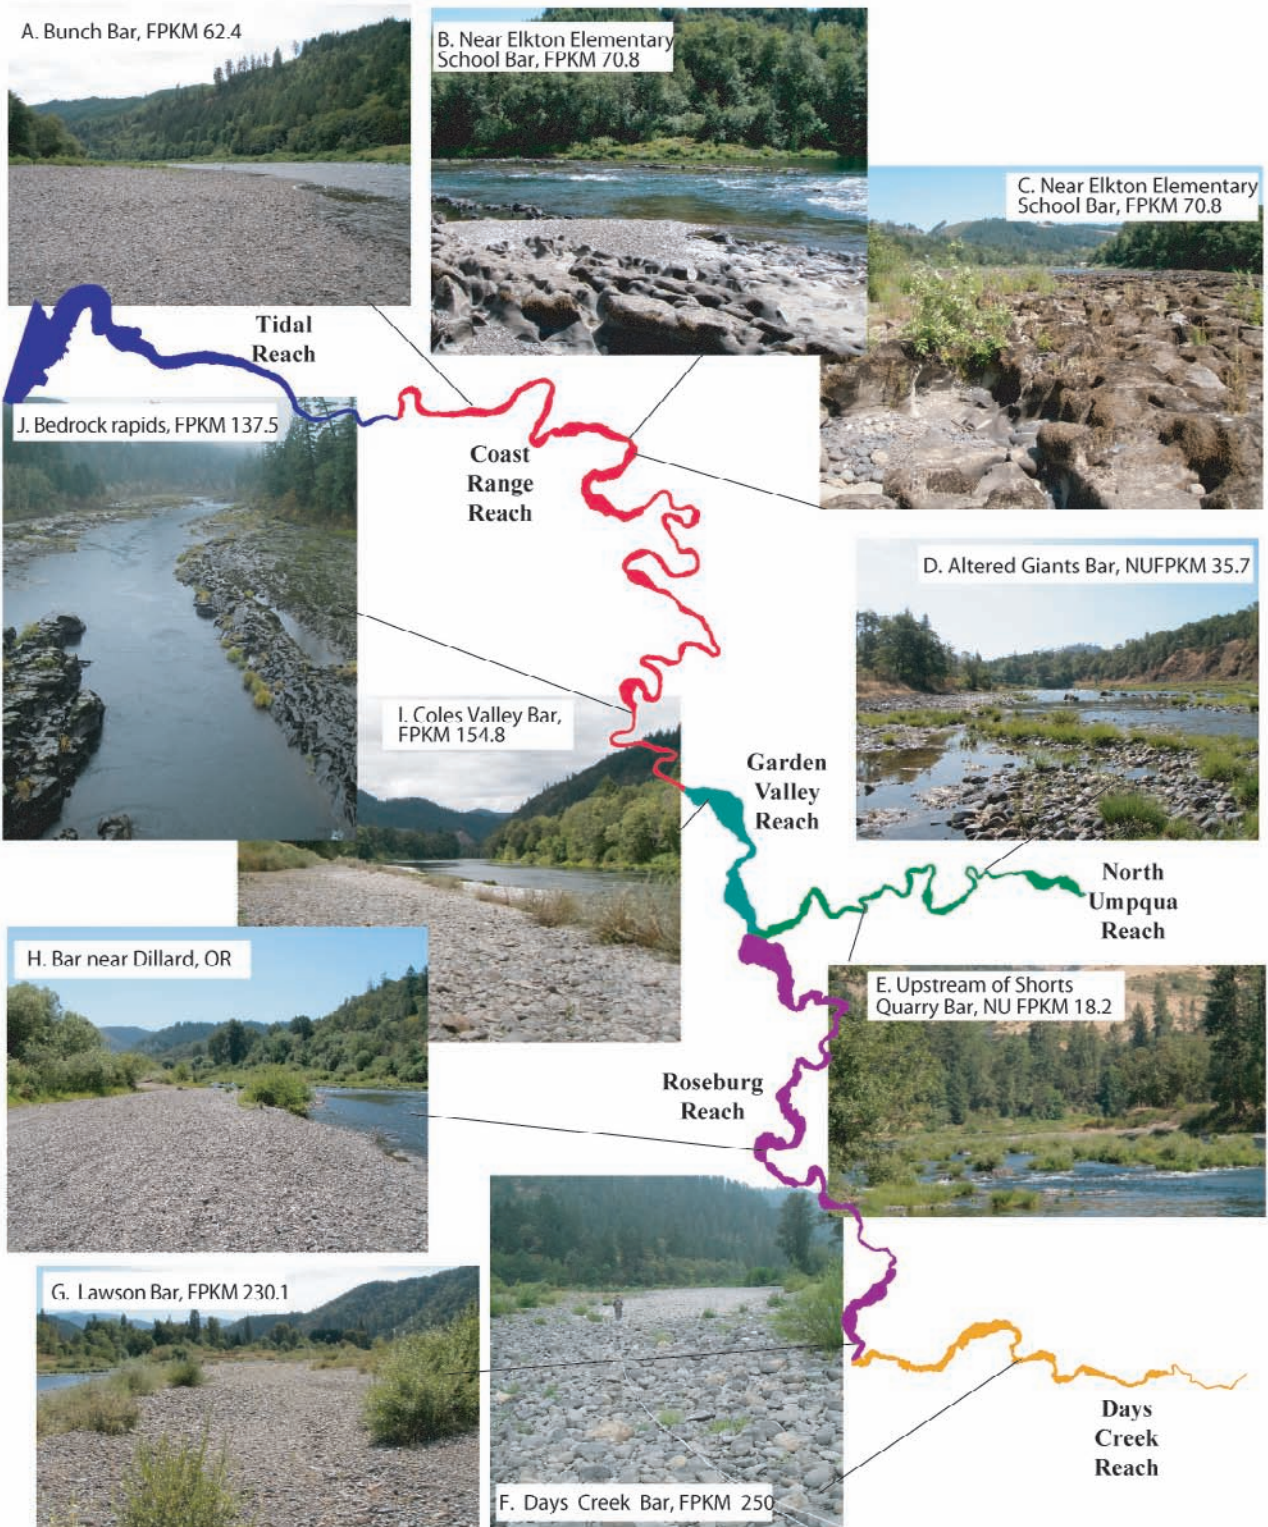 A. Bunch Bar, FPKM 62.4
B. Near Elkton Elementary
School Bar, FPKM 70.8
C. Near Elkton Elementary
School Bar, FPKM 70.8
Tidal
Reach
J. Bedrock rapids, FPKM 137.5
Coast
Range
Reach
D. Altered Giants Bar, NUFPKM 35.7
I. Coles Valley Bar,
FPKM 154.8
Garden
Valley
Reach
North
Umpqua
Reach
H. Bar near Dillard, OR
E. Upstream of Shorts
Quarry Bar, NU FPKM 18.2
Roseburg
Reach
G. Lawson Bar, FPKM 230.1
F. Days Creek Bar, FPKM 250
Days
Creek
Reach